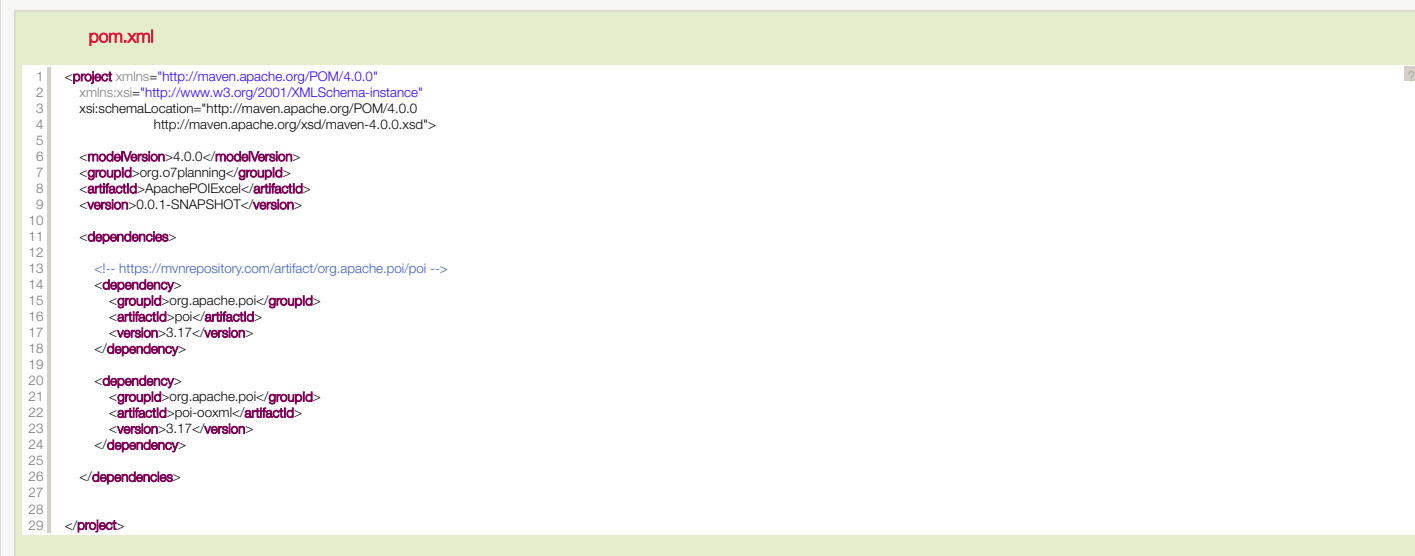 pom.xml
?
1 <project xmlns="http://maven.apache.org/POM/4.0.0"
2 xmlns:xsi="http://www.w3.org/2001/XMLSchema-instance"
3 xsi:schemaLocation="http://maven.apache.org/POM/4.0.0
4 http://maven.apache.org/xsd/maven-4.0.0.xsd">
5
6 <modelVersion>4.0.0</modelVersion>
7 <groupId>org.o7planning</groupId>
8 <artifactId>ApachePOIExcel</artifactId>
9 <version>0.0.1-SNAPSHOT</version>
10
11 <dependencies>
12
13 <!-- https://mvnrepository.com/artifact/org.apache.poi/poi -->
14 <dependency>
15 <groupId>org.apache.poi</groupId>
16 <artifactId>poi</artifactId>
17 <version>3.17</version>
18 </dependency>
19
20 <dependency>
21 <groupId>org.apache.poi</groupId>
22 <artifactId>poi-ooxml</artifactId>
23 <version>3.17</version>
24 </dependency>
25
26 </dependencies>
27
28
29 </project>